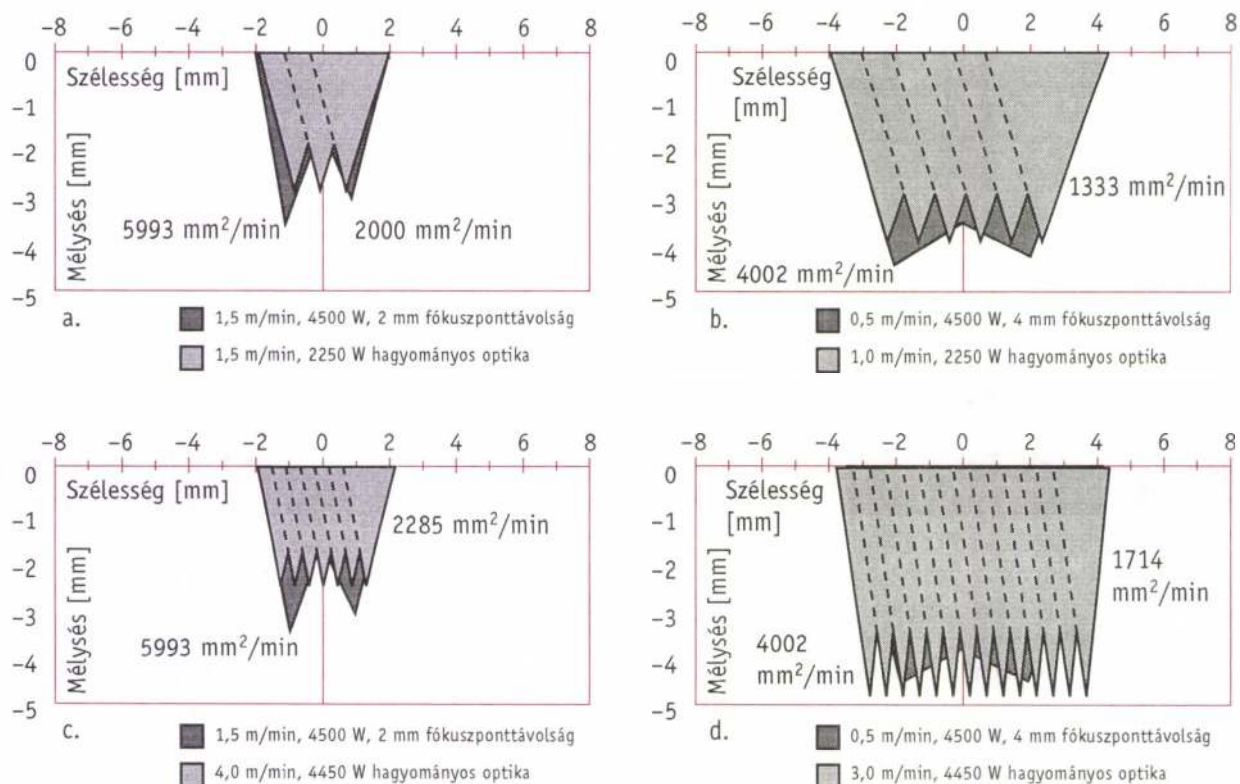 -8 -6 -4 -2 0 2 4 6 8
0
Szélesség [mm]
-1
-2
-3
-4
-5
Mélysés [mm]
5993 mm²/min
2000 mm²/min
a.
1,5 m/min, 4500 W, 2 mm fókuszponttávolság
1,5 m/min, 2250 W hagyományos optika
-8 -6 -4 -2 0 2 4 6 8
0
Szélesség
[mm]
-1
-2
-3
-4
-5
Mélysés [mm]
1333 mm²/min
4002 mm²/min
b.
0,5 m/min, 4500 W, 4 mm fókuszponttávolság
1,0 m/min, 2250 W hagyományos optika
-8 -6 -4 -2 0 2 4 6 8
0
Szélesség [mm]
-1
-2
-3
-4
-5
Mélysés [mm]
2285 mm²/min
5993 mm²/min
c.
1,5 m/min, 4500 W, 2 mm fókuszponttávolság
4,0 m/min, 4450 W hagyományos optika
-8 -6 -4 -2 0 2 4 6 8
0
Szélesség
[mm]
-1
-2
-3
-4
-5
Mélysés [mm]
1714
mm²/min
4002
mm²/min
d.
0,5 m/min, 4500 W, 4 mm fókuszponttávolság
3,0 m/min, 4450 W hagyományos optika